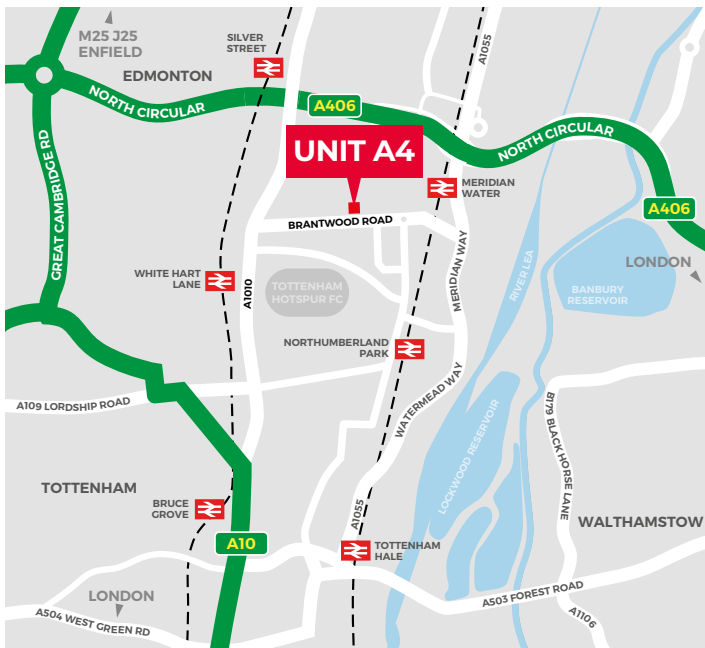 M25 J25
ENFIELD
SILVER
STREET
EDMONTON
A1055
NORTH CIRCULAR
A406
NORTH CIRCULAR
UNIT A4
MERIDIAN
WATER
GREAT CAMBRIDGE RD
A406
BRANTWOOD ROAD
LONDON
WHITE HART
LANE
A1010
TOTTENHAM
HOTSPUR FC
MERIDIAN WAY
RIVER LEA
BANBURY
RESERVOIR
NORTHUMBERLAND
PARK
A109 LORDSHIP ROAD
WATERMEAD WAY
B179 BLACK HORSE LANE
LOCKWOOD RESERVOIR
TOTTENHAM
BRUCE
GROVE
A1055
WALTHAMSTOW
A10
TOTTENHAM
HALE
LONDON
A504 WEST GREEN RD
A503 FOREST ROAD
A1106